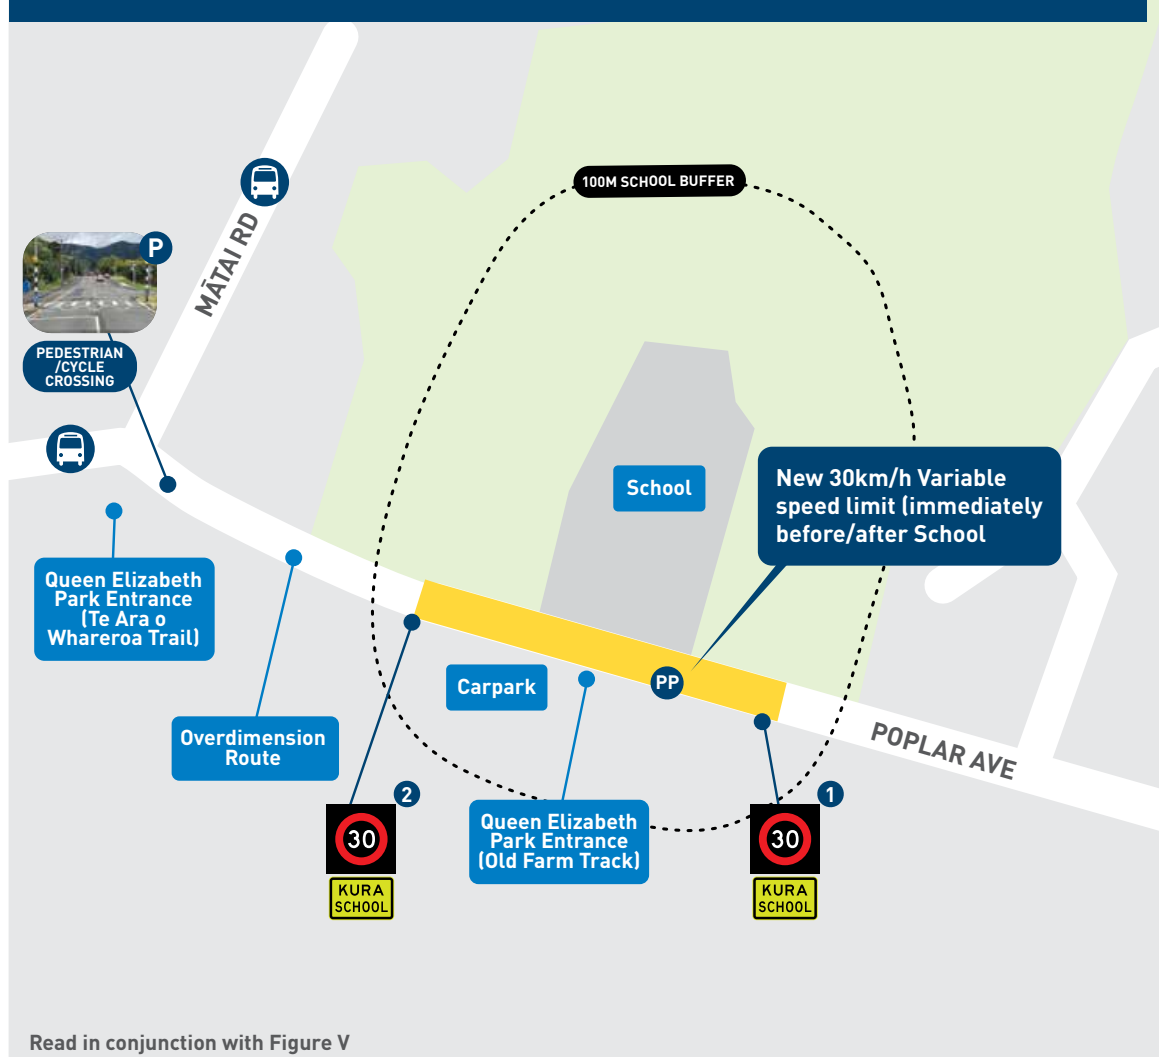 100M SCHOOL BUFFER
MĀTAI RD
P
PEDESTRIAN
/CYCLE
CROSSING
School
New 30km/h Variable
speed limit (immediately
before/after School
Queen Elizabeth
Park Entrance
(Te Ara o
Whareroa Trail)
Carpark
PP
Overdimension
Route
POPLAR AVE
2
30
KURA
SCHOOL
Queen Elizabeth
Park Entrance
(Old Farm Track)
1
30
KURA
SCHOOL
Read in conjunction with Figure V